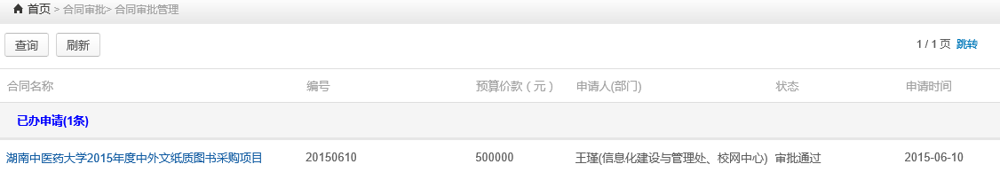 首页 > 合同审批> 合同审批管理
查询 刷新 1 / 1 页 跳转
合同名称 编号 预算价款（元） 申请人(部门) 状态 申请时间
已办申请(1条)
湖南中医药大学2015年度中外文纸质图书采购项目 20150610 500000 王瑾(信息化建设与管理处、校网中心) 审批通过 2015-06-10